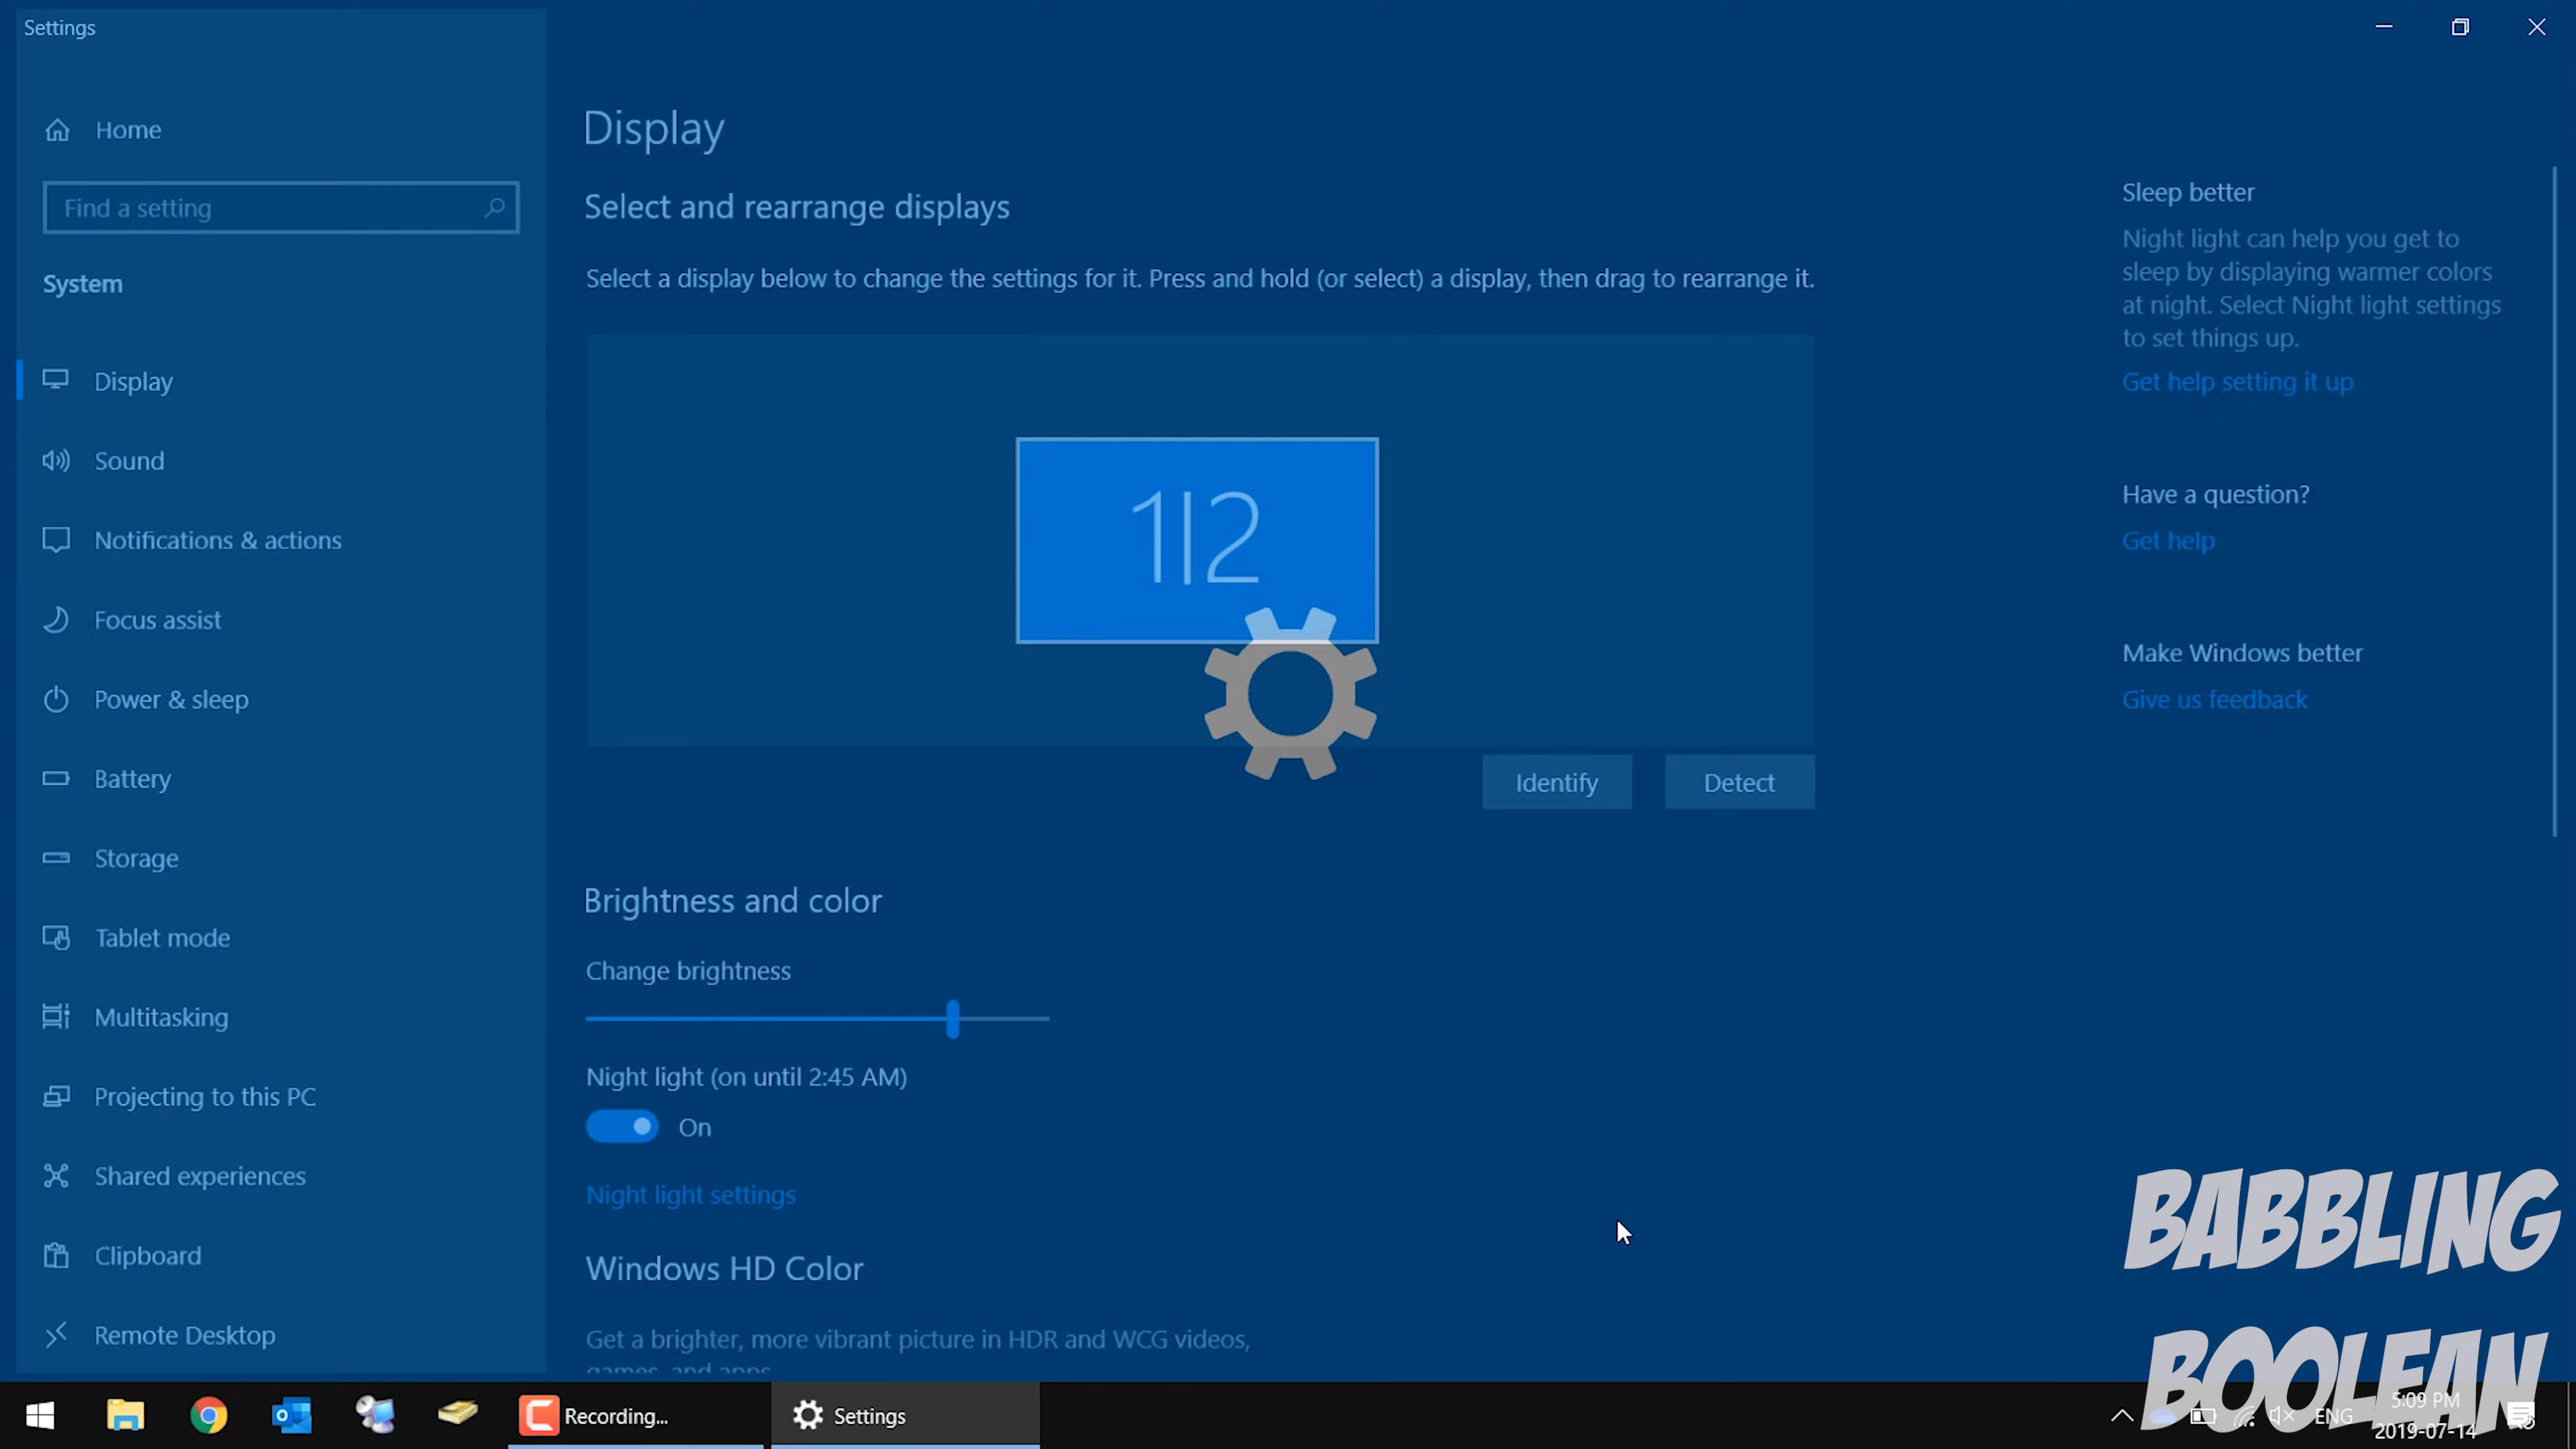 Settings
Home
Find a setting
System
Display
Sound
Notifications & actions
Focus assist
Power & sleep
Battery
Storage
Tablet mode
Multitasking
Projecting to this PC
Shared experiences
Clipboard
Remote Desktop
Display
Select and rearrange displays
Select a display below to change the settings for it. Press and hold (or select) a display, then drag to rearrange it.
1|2
Identify
Detect
Brightness and color
Change brightness
Night light (on until 2:45 AM)
On
Night light settings
Windows HD Color
Get a brighter, more vibrant picture in HDR and WCG videos,
games, and apps
Sleep better
Night light can help you get to
sleep by displaying warmer colors
at night. Select Night light settings
to set things up.
Get help setting it up
Have a question?
Get help
Make Windows better
Give us feedback
BABBLING
BOOLEAN
Recording...
Settings
ENG
5:09 PM
2019-07-14